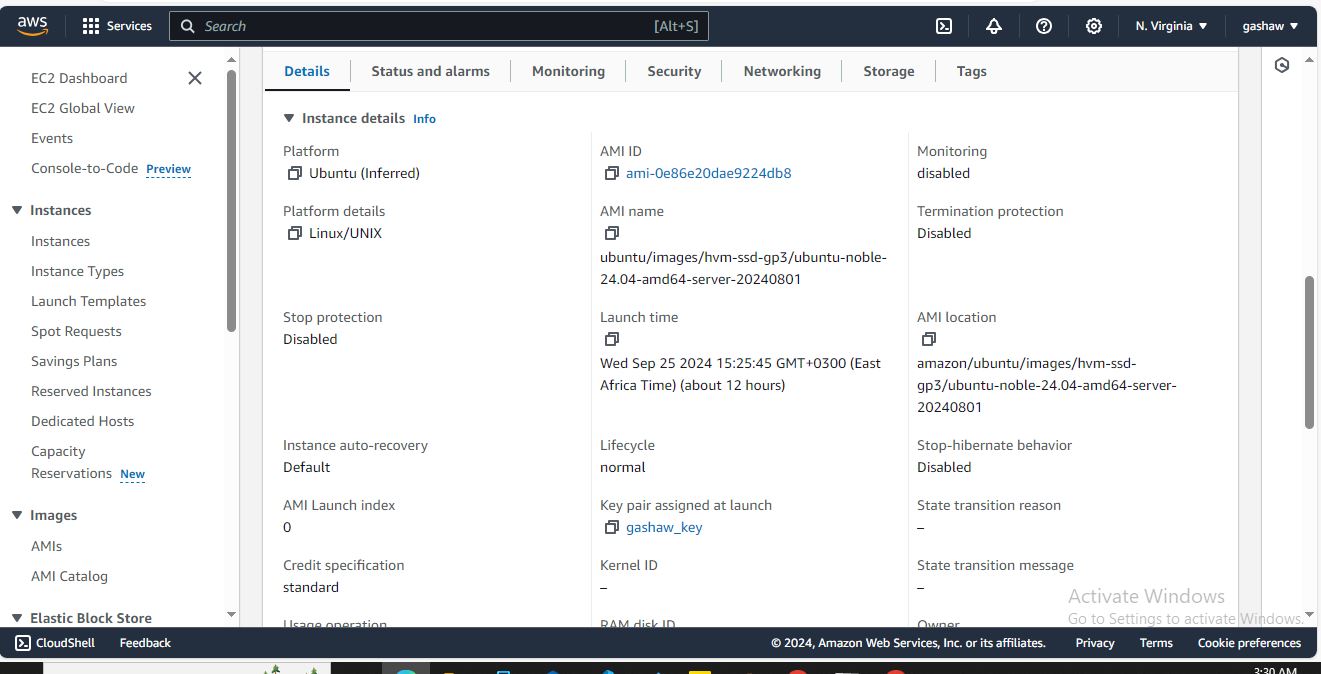 aws
Services
Search
[Alt+S]
N. Virginia
gashaw
EC2 Dashboard
EC2 Global View
Events
Console-to-Code Preview
Instances
Instances
Instance Types
Launch Templates
Spot Requests
Savings Plans
Reserved Instances
Dedicated Hosts
Capacity
Reservations New
Images
AMIs
AMI Catalog
Elastic Block Store
Details
Status and alarms
Monitoring
Security
Networking
Storage
Tags
Instance details Info
Platform
Ubuntu (Inferred)
AMI ID
ami-0e86e20dae9224db8
Monitoring
disabled
Platform details
Linux/UNIX
AMI name
ubuntu/images/hvm-ssd-gp3/ubuntu-noble-
24.04-amd64-server-20240801
Termination protection
Disabled
Stop protection
Disabled
Launch time
Wed Sep 25 2024 15:25:45 GMT+0300 (East
Africa Time) (about 12 hours)
AMI location
amazon/ubuntu/images/hvm-ssd-
gp3/ubuntu-noble-24.04-amd64-server-
20240801
Instance auto-recovery
Default
Lifecycle
normal
Stop-hibernate behavior
Disabled
AMI Launch index
0
Key pair assigned at launch
gashaw_key
State transition reason
–
Credit specification
standard
Kernel ID
–
State transition message
–
Usage operation
RAM disk ID
Owner
Activate Windows
Go to Settings to activate Windows.
CloudShell
Feedback
© 2024, Amazon Web Services, Inc. or its affiliates.
Privacy
Terms
Cookie preferences
3:30 AM